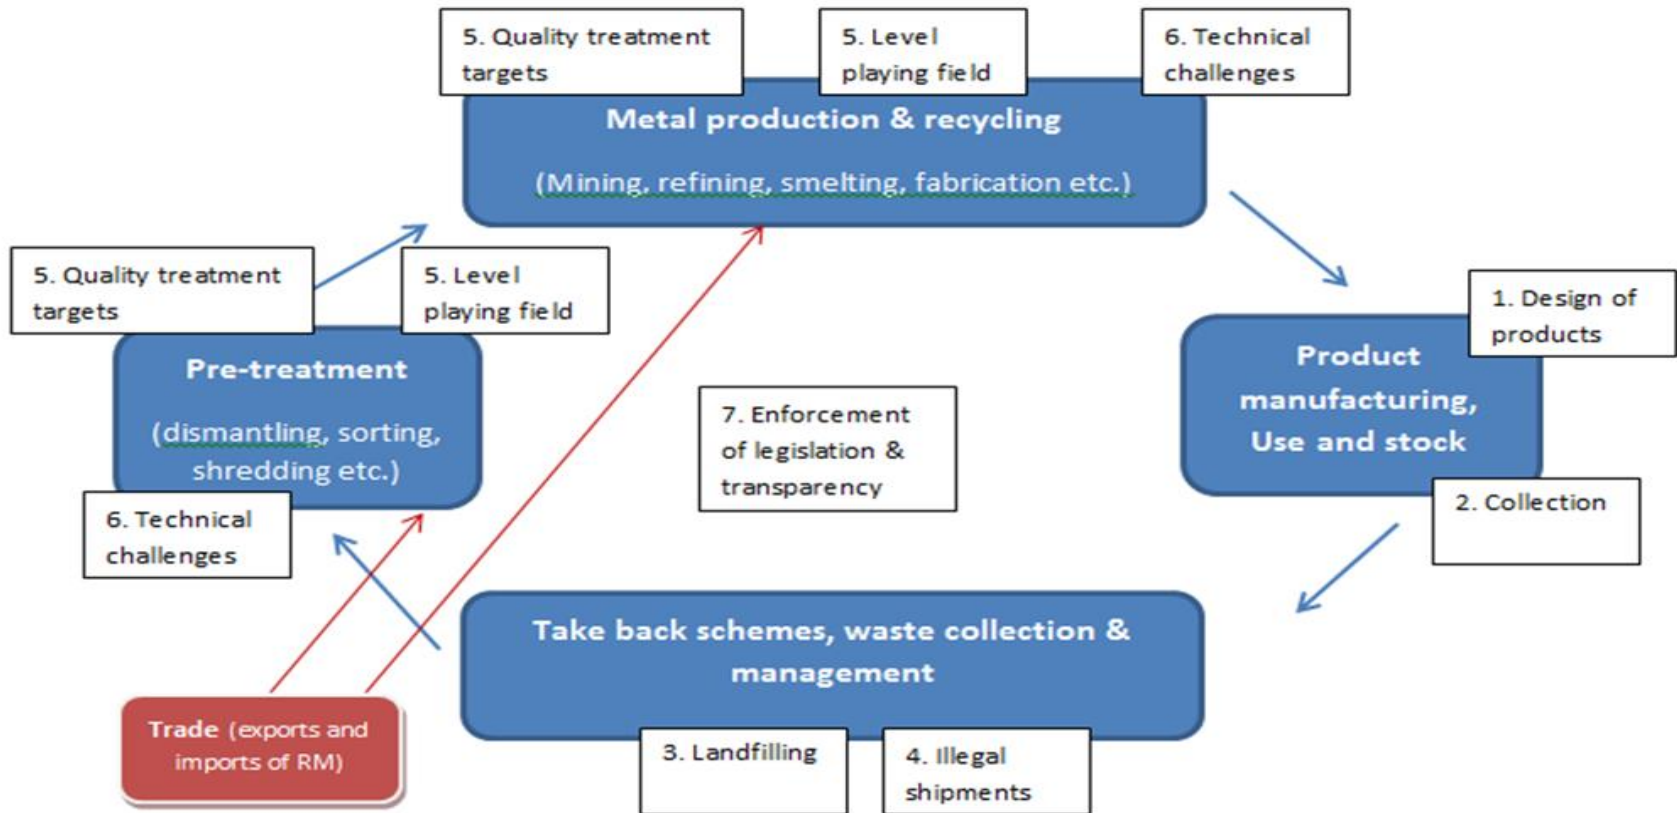 5. Quality treatment
targets
5. Level
playing field
6. Technical
challenges
Metal production & recycling
(Mining, refining, smelting, fabrication etc.)
5. Quality treatment
targets
5. Level
playing field
1. Design of
products
Pre-treatment
(dismantling, sorting,
shredding etc.)
Product
manufacturing,
Use and stock
7. Enforcement
of legislation &
transparency
6. Technical
challenges
2. Collection
Take back schemes, waste collection &
management
Trade (exports and
imports of RM)
3. Landfilling
4. Illegal
shipments